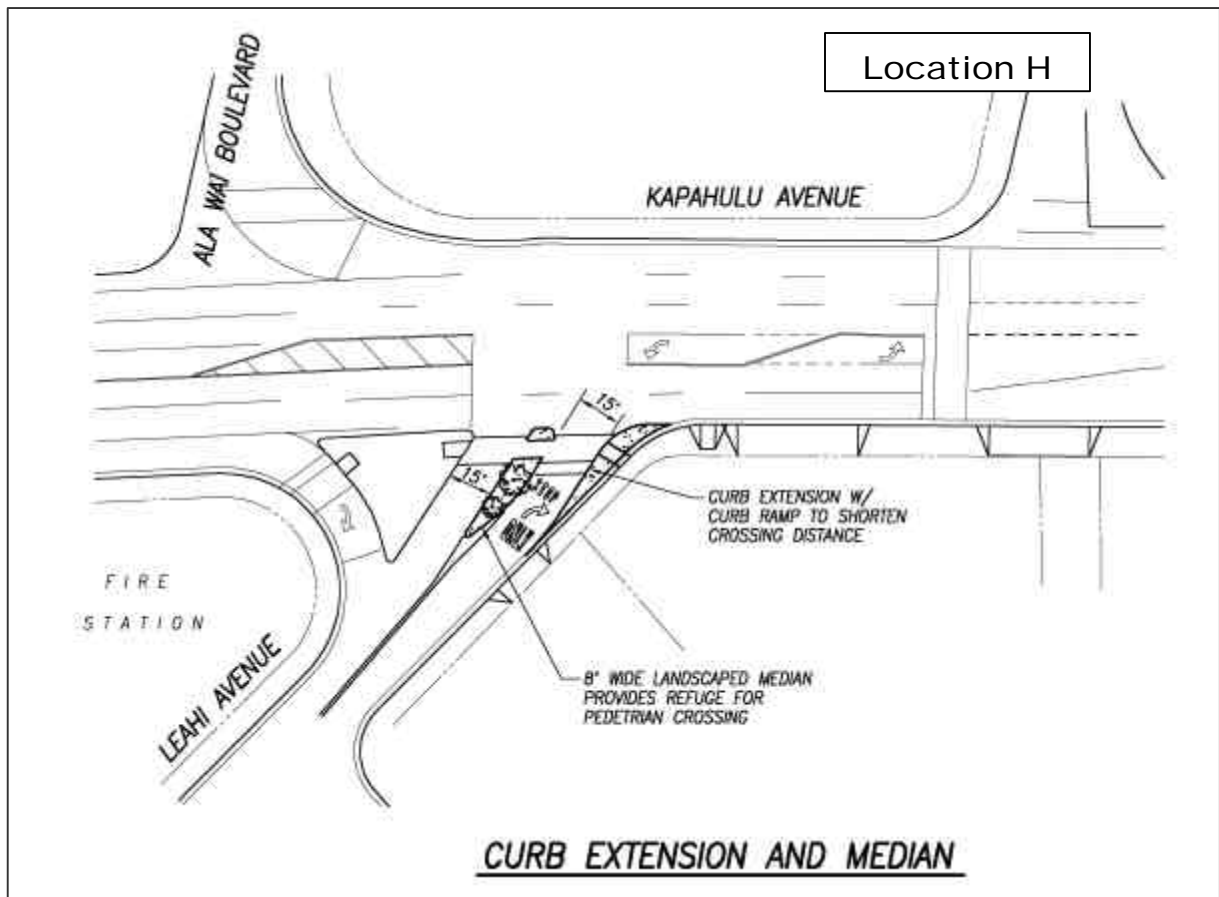 Location H
ALA WAI BOULEVARD
KAPAHULU AVENUE
15'
15'
STOP
ONLY
CURB EXTENSION W/
CURB RAMP TO SHORTEN
CROSSING DISTANCE
FIRE
STATION
LEAHI AVENUE
8' WIDE LANDSCAPED MEDIAN
PROVIDES REFUGE FOR
PEDETRIAN CROSSING
CURB EXTENSION AND MEDIAN